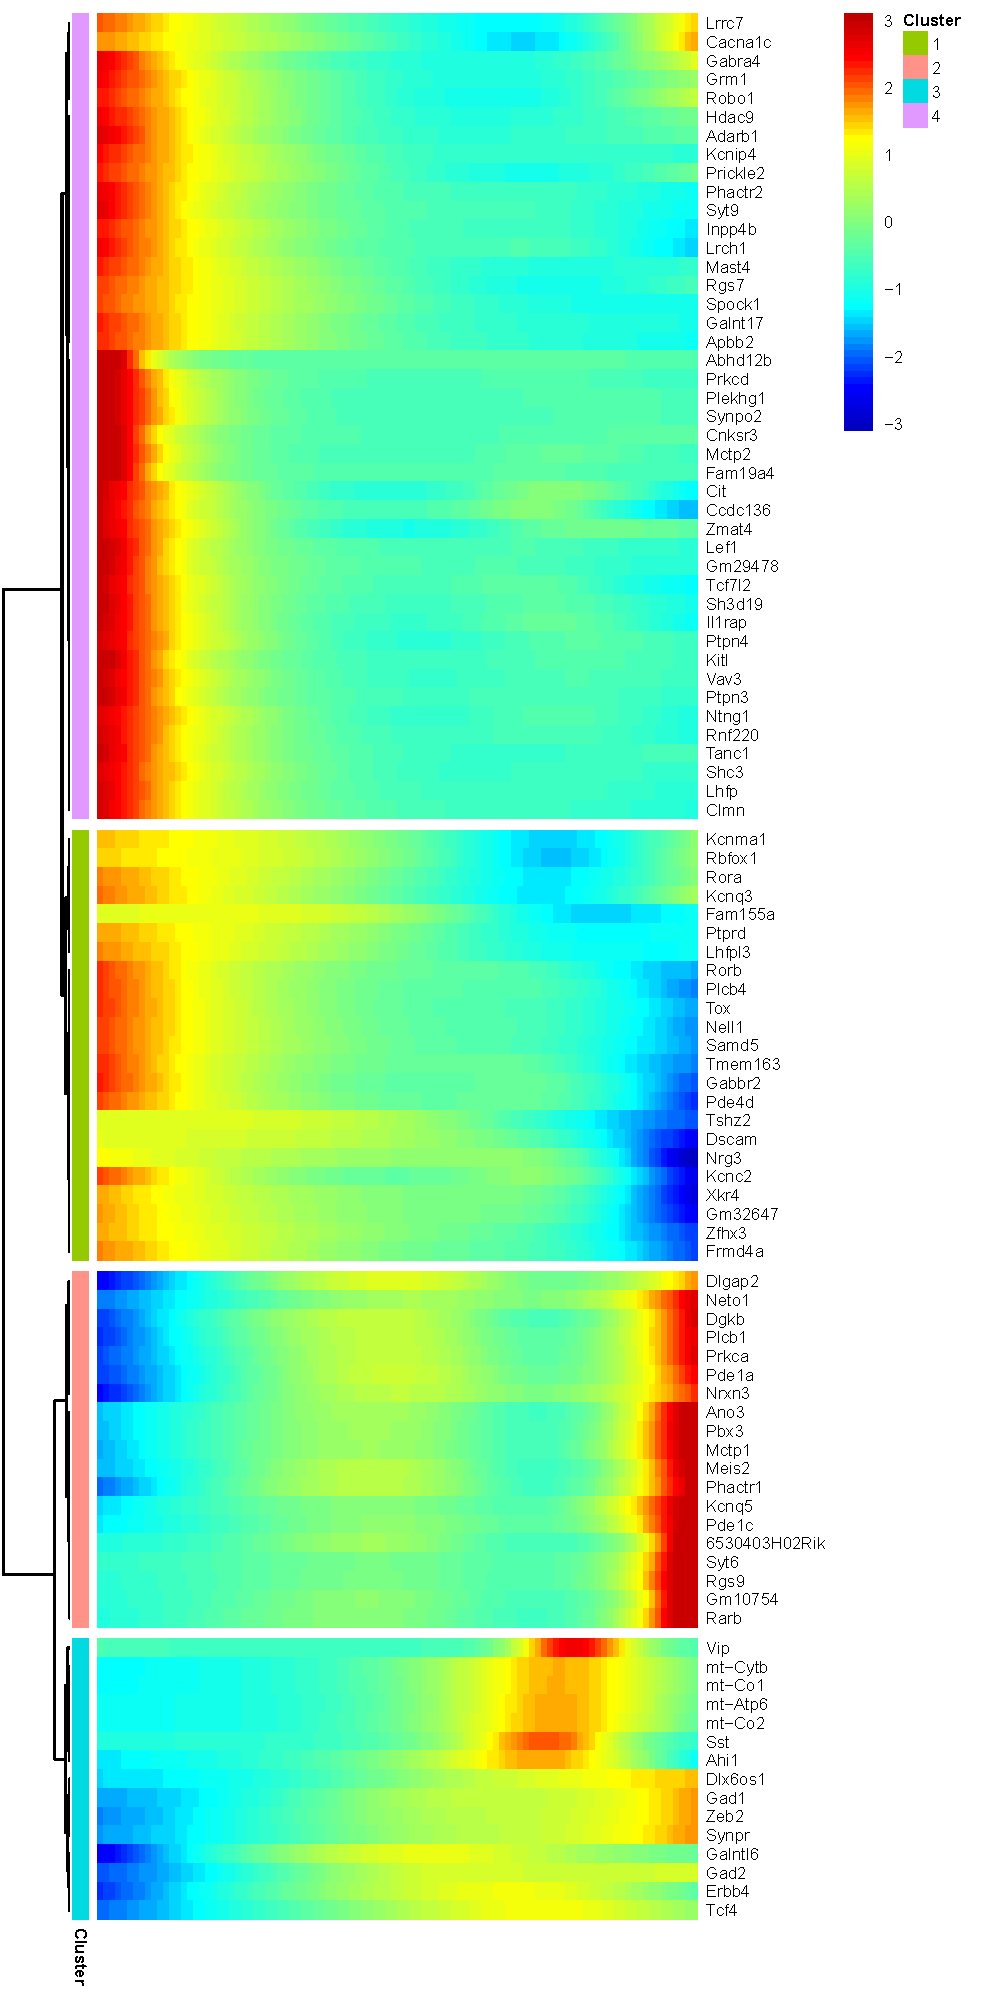 Lrrc7
Cacna1c
Gabra4
Grm1
Robo1
Hdac9
Adarb1
Kcnip4
Prickle2
Phactr2
Syt9
Inpp4b
Lrch1
Mast4
Rgs7
Spock1
Galnt17
Apbb2
Abhd12b
Prkcd
Plekhg1
Synpo2
Cnksr3
Mctp2
Fam19a4
Cit
Ccdc136
Zmat4
Lef1
Gm29478
Tcf7l2
Sh3d19
Il1rap
Ptpn4
Kitl
Vav3
Ptpn3
Ntng1
Rnf220
Tanc1
Shc3
Lhfp
Clmn
Kcnma1
Rbfox1
Rora
Kcnq3
Fam155a
Ptprd
Lhfpl3
Rorb
Plcb4
Tox
Nell1
Samd5
Tmem163
Gabbr2
Pde4d
Tshz2
Dscam
Nrg3
Kcnc2
Xkr4
Gm32647
Zfhx3
Frmd4a
Dlgap2
Neto1
Dgkb
Plcb1
Prkca
Pde1a
Nrxn3
Ano3
Pbx3
Mctp1
Meis2
Phactr1
Kcnq5
Pde1c
6530403H02Rik
Syt6
Rgs9
Gm10754
Rarb
Vip
mt−Cytb
mt−Co1
mt−Atp6
mt−Co2
Sst
Ahi1
Dlx6os1
Gad1
Zeb2
Synpr
Galntl6
Gad2
Erbb4
Tcf4
Cluster
3
2
1
0
−1
−2
−3
Cluster
1
2
3
4